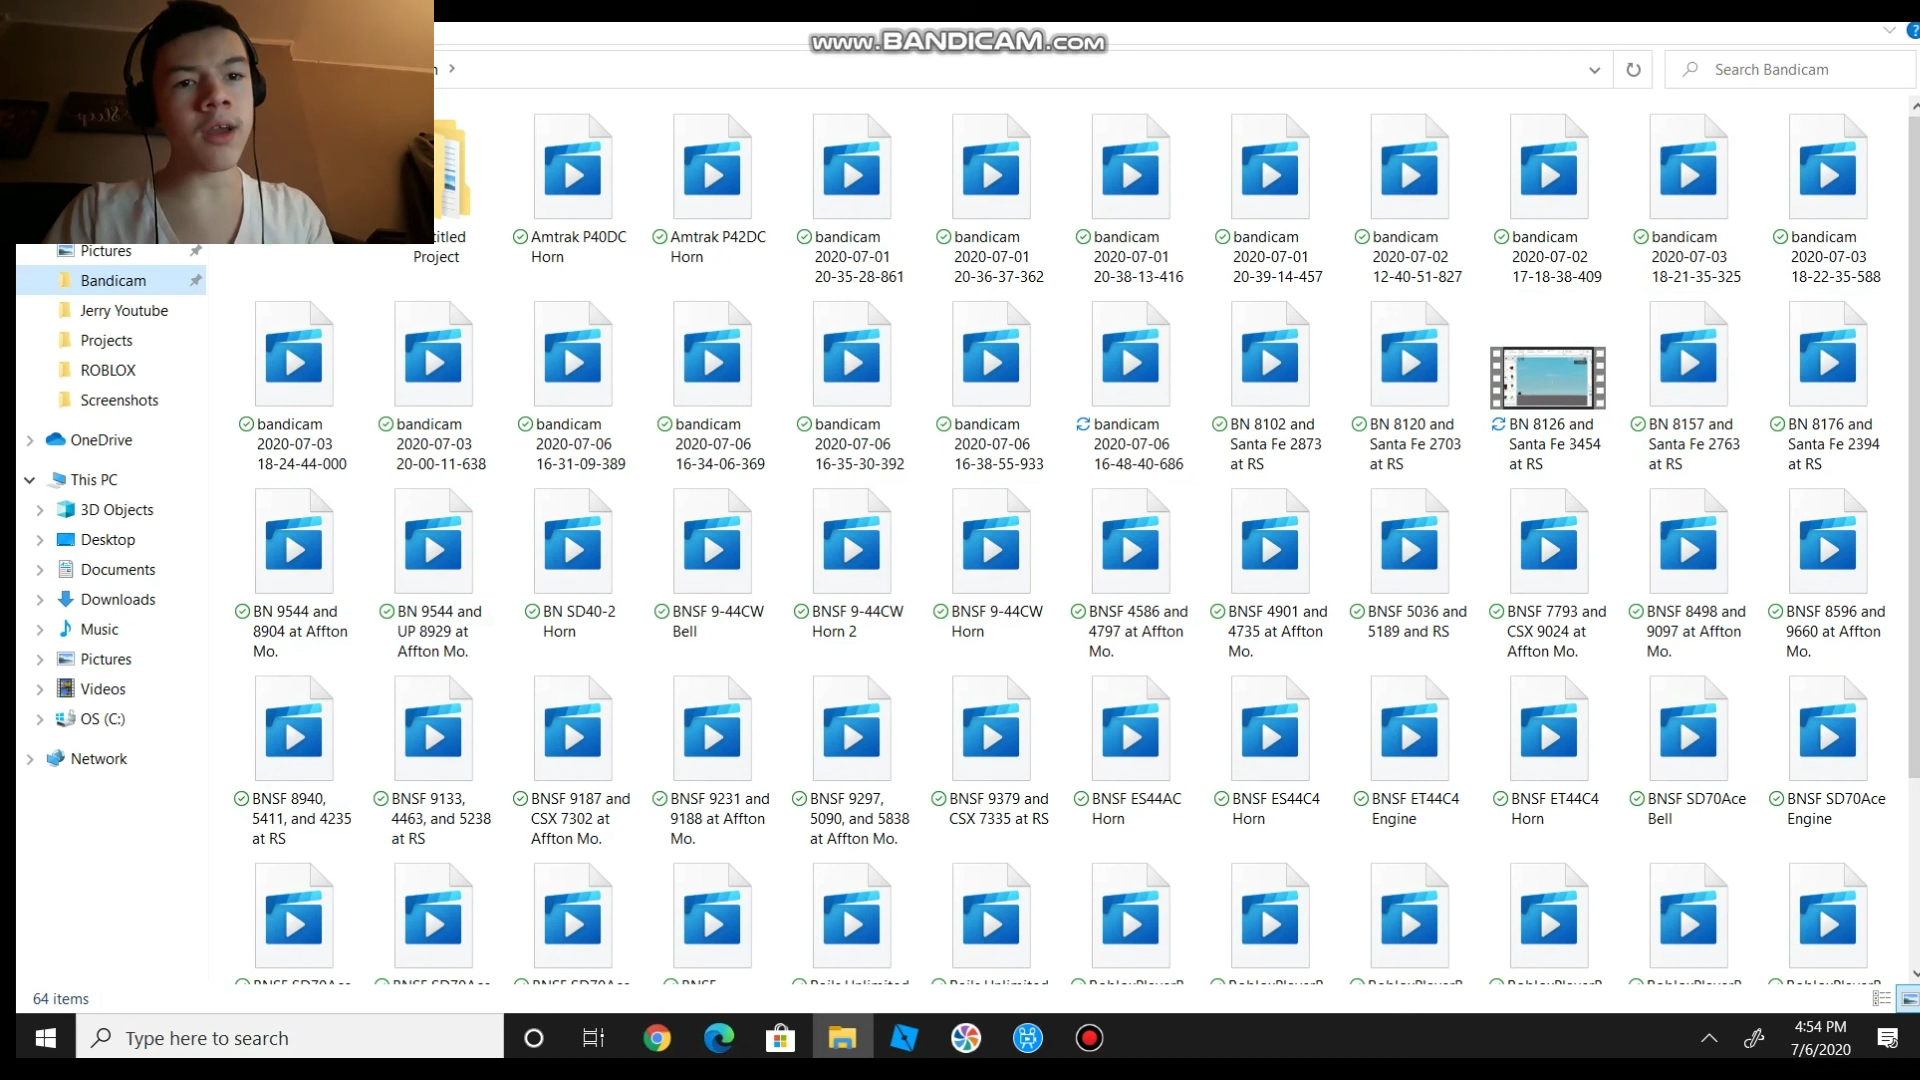 www.BANDICAM.com
Search Bandicam
Project
Amtrak P40DC
Horn
Amtrak P42DC
Horn
bandicam
2020-07-01
20-35-28-861
bandicam
2020-07-01
20-36-37-362
bandicam
2020-07-01
20-38-13-416
bandicam
2020-07-01
20-39-14-457
bandicam
2020-07-02
12-40-51-827
bandicam
2020-07-02
17-18-38-409
bandicam
2020-07-03
18-21-35-325
bandicam
2020-07-03
18-22-35-588
Pictures
Bandicam
Jerry Youtube
Projects
ROBLOX
Screenshots
OneDrive
This PC
3D Objects
Desktop
Documents
Downloads
Music
Pictures
Videos
OS (C:)
Network
bandicam
2020-07-03
18-24-44-000
bandicam
2020-07-03
20-00-11-638
bandicam
2020-07-06
16-31-09-389
bandicam
2020-07-06
16-34-06-369
bandicam
2020-07-06
16-35-30-392
bandicam
2020-07-06
16-38-55-933
bandicam
2020-07-06
16-48-40-686
BN 8102 and
Santa Fe 2873
at RS
BN 8120 and
Santa Fe 2703
at RS
BN 8126 and
Santa Fe 3454
at RS
BN 8157 and
Santa Fe 2763
at RS
BN 8176 and
Santa Fe 2394
at RS
BN 9544 and
8904 at Affton
Mo.
BN 9544 and
UP 8929 at
Affton Mo.
BN SD40-2
Horn
BNSF 9-44CW
Bell
BNSF 9-44CW
Horn 2
BNSF 9-44CW
Horn
BNSF 4586 and
4797 at Affton
Mo.
BNSF 4901 and
4735 at Affton
Mo.
BNSF 5036 and
5189 and RS
BNSF 7793 and
CSX 9024 at
Affton Mo.
BNSF 8498 and
9097 at Affton
Mo.
BNSF 8596 and
9660 at Affton
Mo.
BNSF 8940,
5411, and 4235
at RS
BNSF 9133,
4463, and 5238
at RS
BNSF 9187 and
CSX 7302 at
Affton Mo.
BNSF 9231 and
9188 at Affton
Mo.
BNSF 9297,
5090, and 5838
at Affton Mo.
BNSF 9379 and
CSX 7335 at RS
BNSF ES44AC
Horn
BNSF ES44C4
Horn
BNSF ET44C4
Engine
BNSF ET44C4
Horn
BNSF SD70Ace
Bell
BNSF SD70Ace
Engine
BNSF SD70Ace
BNSF SD70Ace
BNSF SD70Ace
BNSF
Rails Unlimited
Rails Unlimited
64 items
Type here to search
4:54 PM
7/6/2020